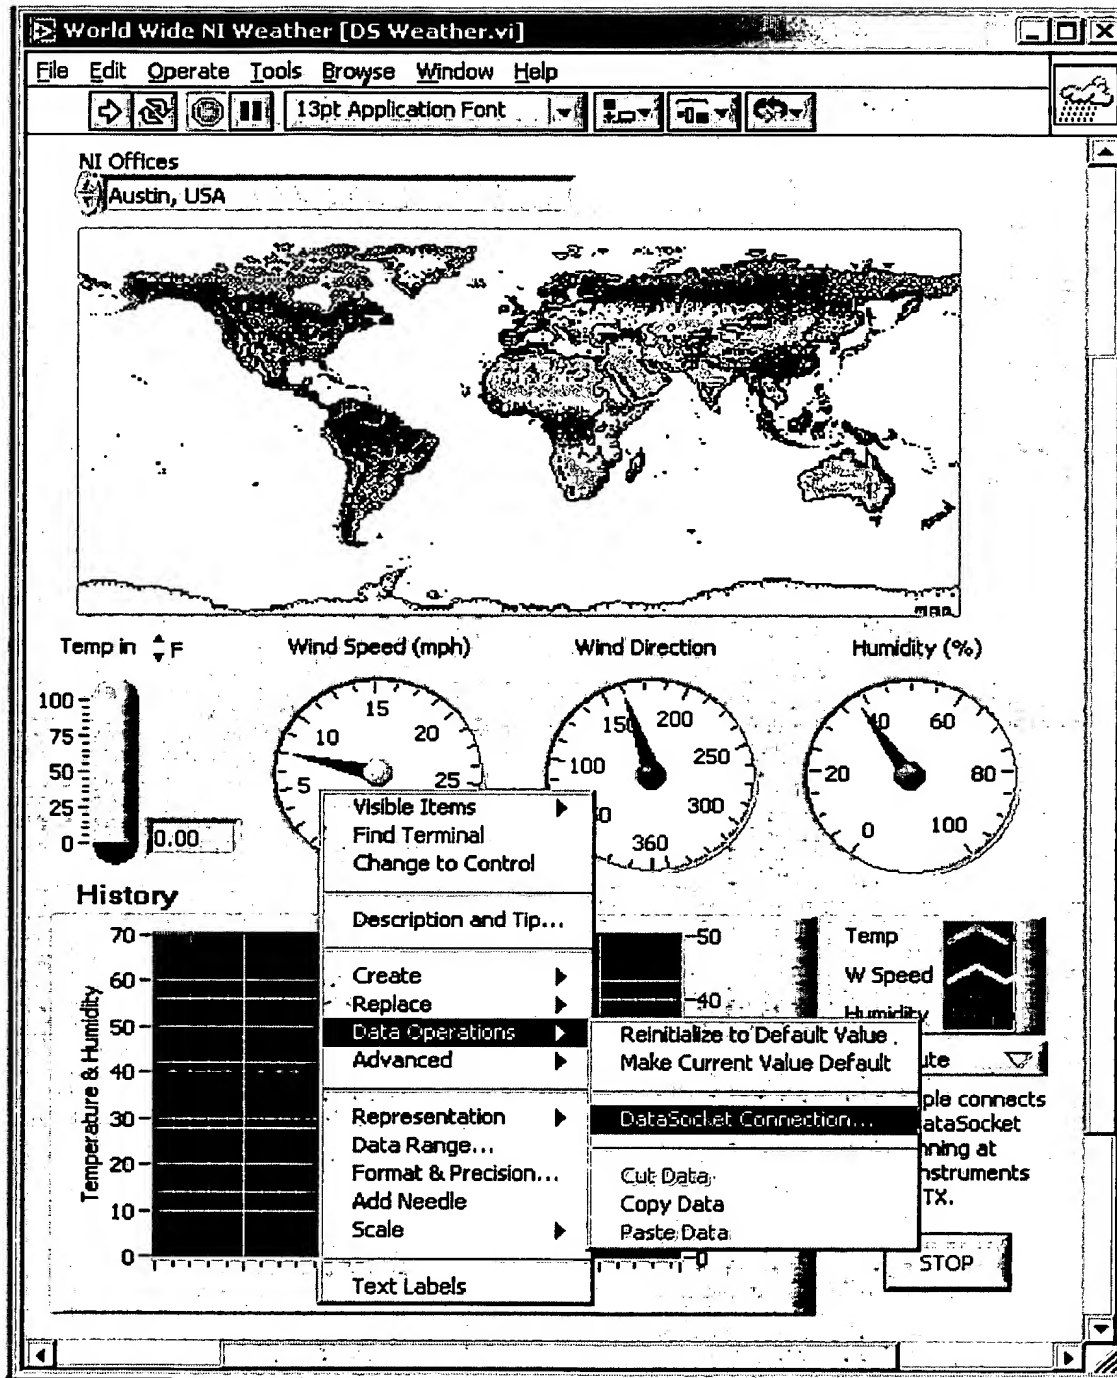 World Wide NI Weather [DS Weather.vi]
File Edit Operate Tools Browse Window Help
13pt Application Font
NI Offices
Austin, USA
Temp in F
Wind Speed (mph)
Wind Direction
Humidity (%)
100
75
50
25
0
0.00
5
10
15
20
25
100
150
200
250
300
360
0
20
40
60
80
100
History
Temperature & Humidity
70
60
50
40
30
20
10
0
50
40
0
Visible Items
Find Terminal
Change to Control
Description and Tip...
Create
Replace
Data Operations
Advanced
Representation
Data Range...
Format & Precision...
Add Needle
Scale
Text Labels
Reinitialize to Default Value
Make Current Value Default
DataSocket Connection...
Cut Data
Copy Data
Paste Data
Temp
W Speed
Humidity
ute
ple connects
ataSocket
nning at
nstruments
TX.
STOP